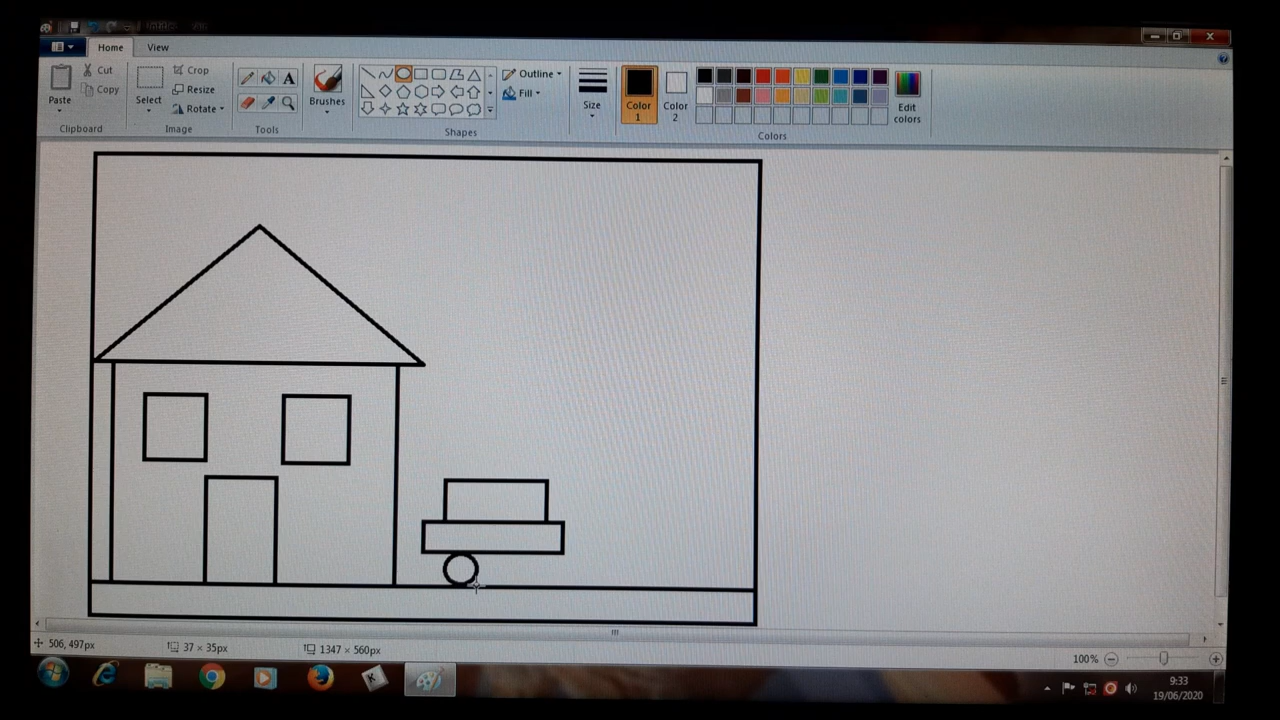 Home View
Cut
Copy
Paste
Clipboard
Crop
Resize
Rotate
Select
Image
A
Tools
Brushes
Shapes
Outline
Fill
Size
Color 1
Color 2
Edit colors
Colors
506, 497px 37 × 35px 1347 × 560px 100%
K
9:33
19/06/2020